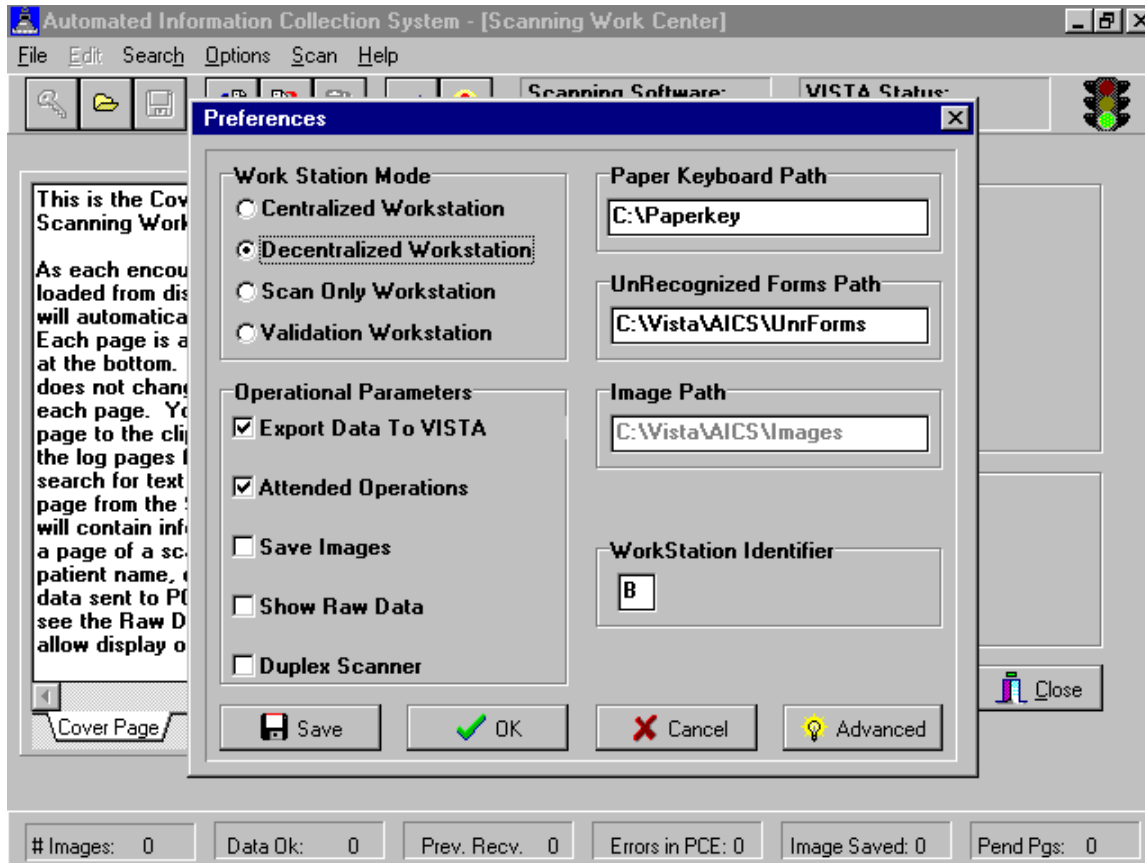 Automated Information Collection System - [Scanning Work Center]
File Edit Search Options Scan Help
Scanning Software:
VISTA Status:
Preferences
This is the Cov
Scanning Work
As each encou
loaded from dis
will automatica
Each page is a
at the bottom.
does not chang
each page. Yo
page to the clip
the log pages f
search for text
page from the S
will contain info
a page of a sca
patient name,
data sent to PC
see the Raw D
allow display o
Cover Page
Work Station Mode
Centralized Workstation
Decentralized Workstation
Scan Only Workstation
Validation Workstation
Operational Parameters
Export Data To VISTA
Attended Operations
Save Images
Show Raw Data
Duplex Scanner
Paper Keyboard Path
C:\Paperkey
UnRecognized Forms Path
C:\Vista\AICS\UnrForms
Image Path
C:\Vista\AICS\Images
WorkStation Identifier
B
Save
OK
Cancel
Advanced
Close
# Images: 0
Data Ok: 0
Prev. Recv. 0
Errors in PCE: 0
Image Saved: 0
Pend Pgs: 0